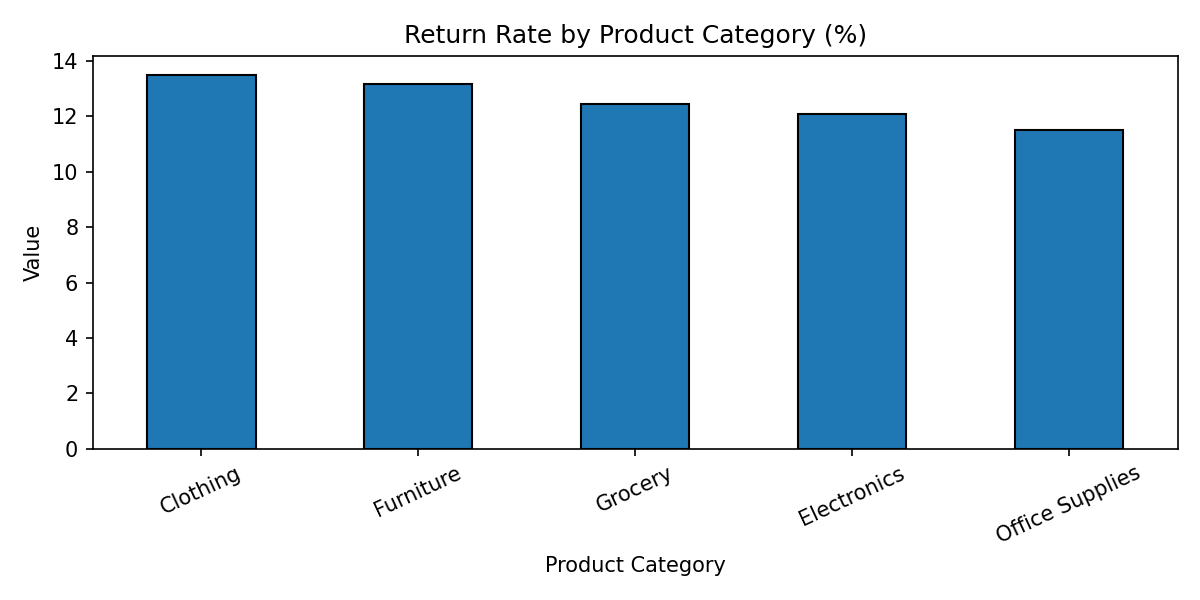 Return Rate by Product Category (%)
14
12
10
8
6
4
2
0
Value
Clothing
Furniture
Grocery
Electronics
Office Supplies
Product Category